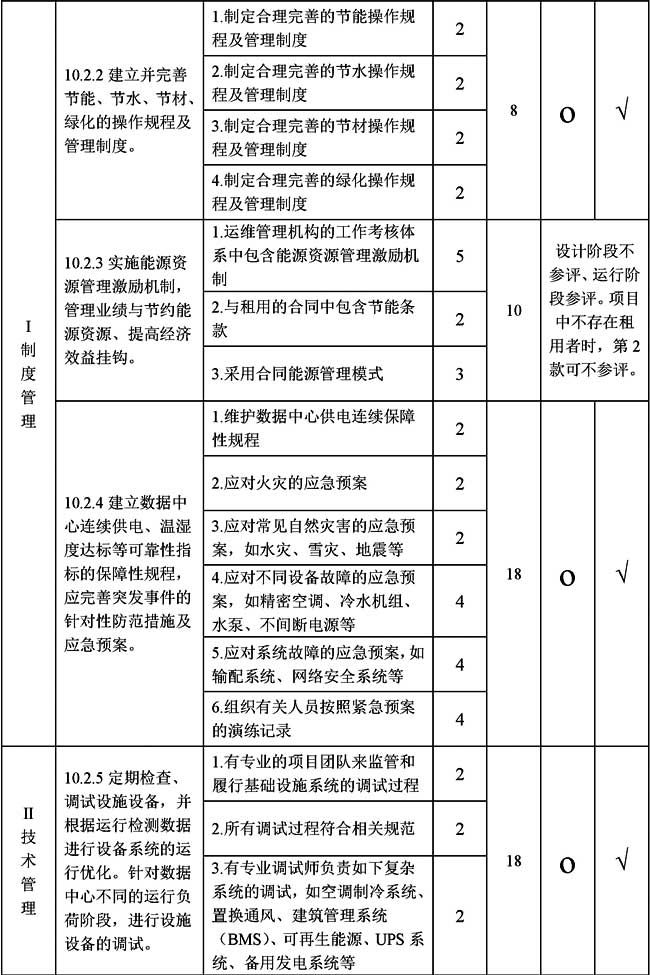 Ⅰ
制
度
管
理
10.2.2 建立并完善
节能、节水、节材、
绿化的操作规程及
管理制度。
1.制定合理完善的节能操作规
程及管理制度
2
2.制定合理完善的节水操作规
程及管理制度
2
3.制定合理完善的节材操作规
程及管理制度
2
4.制定合理完善的绿化操作规
程及管理制度
2
8
O
√
10.2.3 实施能源资
源管理激励机制，
管理业绩与节约能
源资源、提高经济
效益挂钩。
1.运维管理机构的工作考核体
系中包含能源资源管理激励机
制
5
2.与租用的合同中包含节能条
款
2
3.采用合同能源管理模式
3
10
设计阶段不
参评、运行阶
段参评。项目
中不存在租
用者时，第 2
款可不参评。
10.2.4 建立数据中
心连续供电、温湿
度达标等可靠性指
标的保障性规程，
应完善突发事件的
针对性防范措施及
应急预案。
1.维护数据中心供电连续保障
性规程
2
2.应对火灾的应急预案
2
3.应对常见自然灾害的应急预
案，如水灾、雪灾、地震等
2
4.应对不同设备故障的应急预
案，如精密空调、冷水机组、
水泵、不间断电源等
4
5.应对系统故障的应急预案，如
输配系统、网络安全系统等
4
6.组织有关人员按照紧急预案
的演练记录
4
18
O
√
Ⅱ
技
术
管
理
10.2.5 定期检查、
调试设施设备，并
根据运行检测数据
进行设备系统的运
行优化。针对数据
中心不同的运行负
荷阶段，进行设施
设备的调试。
1.有专业的项目团队来监管和
履行基础设施系统的调试过程
2
2.所有调试过程符合相关规范
2
3.有专业调试师负责如下复杂
系统的调试，如空调制冷系统、
置换通风、建筑管理系统
（BMS）、可再生能源、UPS 系
统、备用发电系统等
2
18
O
√